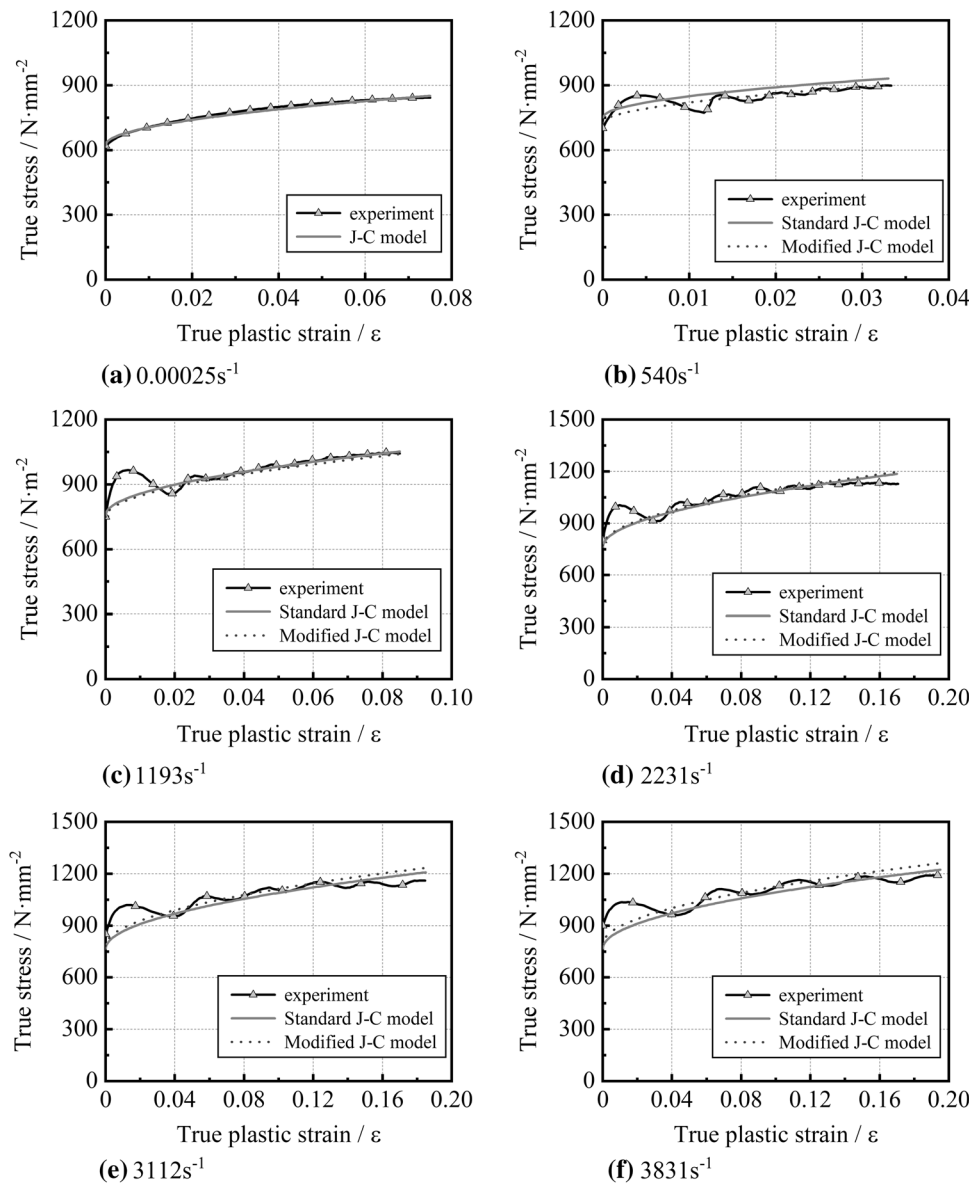 1200
900
600
300
0
True stress / N·mm-2
experiment
J-C model
0 0.02 0.04 0.06 0.08
True plastic strain / ε
(a) 0.00025s-1
1200
900
600
300
0
True stress / N·mm-2
experiment
Standard J-C model
Modified J-C model
0 0.01 0.02 0.03 0.04
True plastic strain / ε
(b) 540s-1
1200
900
600
300
0
True stress / N·m-2
experiment
Standard J-C model
Modified J-C model
0 0.02 0.04 0.06 0.08 0.10
True plastic strain / ε
(c) 1193s-1
1500
1200
900
600
300
0
True stress / N·mm-2
experiment
Standard J-C model
Modified J-C model
0 0.04 0.08 0.12 0.16 0.20
True plastic strain / ε
(d) 2231s-1
1500
1200
900
600
300
0
True stress / N·mm-2
experiment
Standard J-C model
Modified J-C model
0 0.04 0.08 0.12 0.16 0.20
True plastic strain / ε
(e) 3112s-1
1500
1200
900
600
300
0
True stress / N·mm-2
experiment
Standard J-C model
Modified J-C model
0 0.04 0.08 0.12 0.16 0.20
True plastic strain / ε
(f) 3831s-1